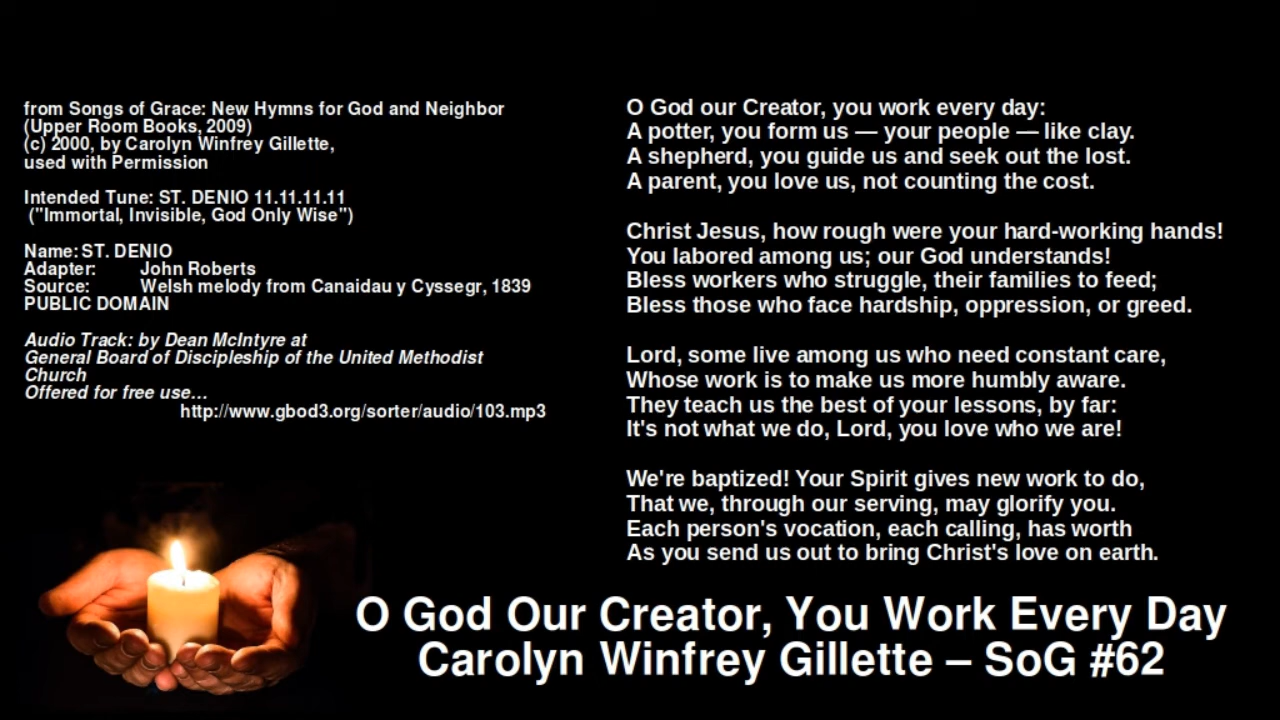 from Songs of Grace: New Hymns for God and Neighbor
(Upper Room Books, 2009)
(c) 2000, by Carolyn Winfrey Gillette,
used with Permission
Intended Tune: ST. DENIO 11.11.11.11
("Immortal, Invisible, God Only Wise")
Name: ST. DENIO
Adapter: John Roberts
Source: Welsh melody from Canaidau y Cyssegr, 1839
PUBLIC DOMAIN
Audio Track: by Dean McIntyre at
General Board of Discipleship of the United Methodist
Church
Offered for free use...
http://www.gbod3.org/sorter/audio/103.mp3
O God our Creator, you work every day:
A potter, you form us — your people — like clay.
A shepherd, you guide us and seek out the lost.
A parent, you love us, not counting the cost.
Christ Jesus, how rough were your hard-working hands!
You labored among us; our God understands!
Bless workers who struggle, their families to feed;
Bless those who face hardship, oppression, or greed.
Lord, some live among us who need constant care,
Whose work is to make us more humbly aware.
They teach us the best of your lessons, by far:
It's not what we do, Lord, you love who we are!
We're baptized! Your Spirit gives new work to do,
That we, through our serving, may glorify you.
Each person's vocation, each calling, has worth
As you send us out to bring Christ's love on earth.
O God Our Creator, You Work Every Day
Carolyn Winfrey Gillette – SoG #62